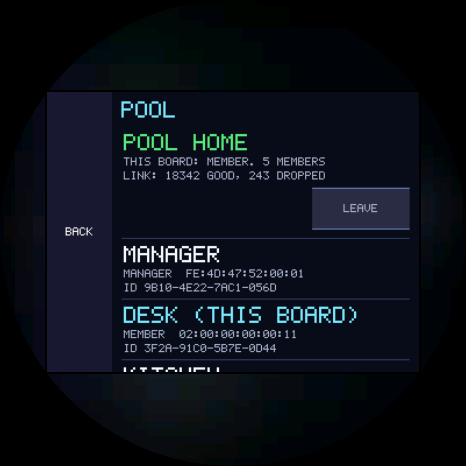 POOL
POOL HOME
THIS BOARD: MEMBER. 5 MEMBERS
LINK: 18342 GOOD, 243 DROPPED
LEAVE
BACK
MANAGER
MANAGER FE:4D:47:52:00:01
ID 9B10-4E22-7AC1-056D
DESK (THIS BOARD)
MEMBER 02:00:00:00:00:11
ID 3F2A-91C0-5B7E-0D44